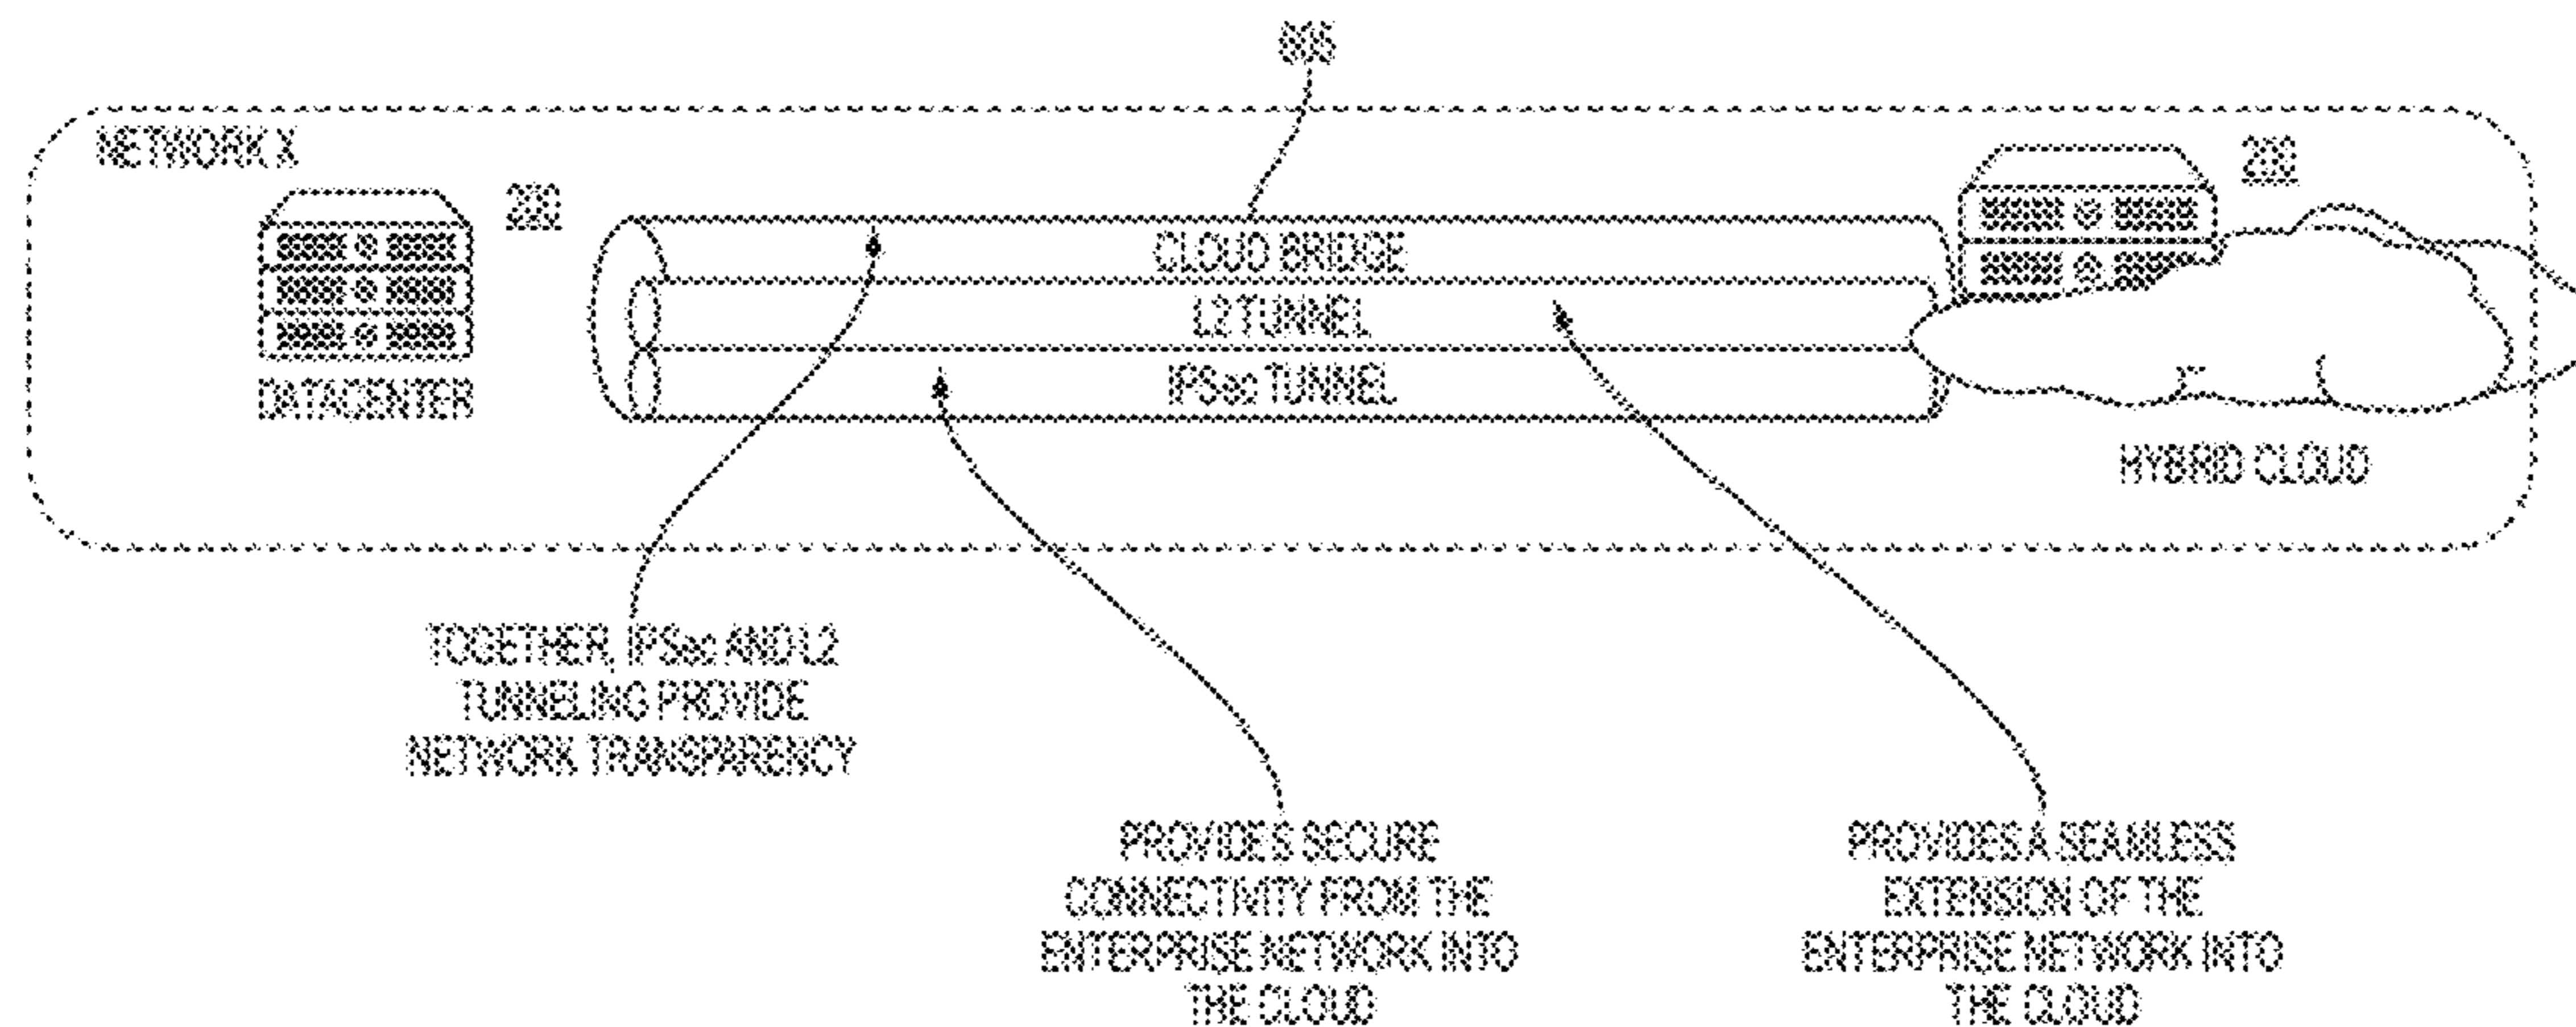 NETWORK X
CLOUD BRIDGE
L2 TUNNEL
IPSec TUNNEL
DATACENTER
HYBRID CLOUD
TOGETHER, IPSec AND L2
TUNNELING PROVIDE
NETWORK TRANSPARENCY
PROVIDES SECURE
CONNECTIVITY FROM THE
ENTERPRISE NETWORK INTO
THE CLOUD
PROVIDES A SEAMLESS
EXTENSION OF THE
ENTERPRISE NETWORK INTO
THE CLOUD